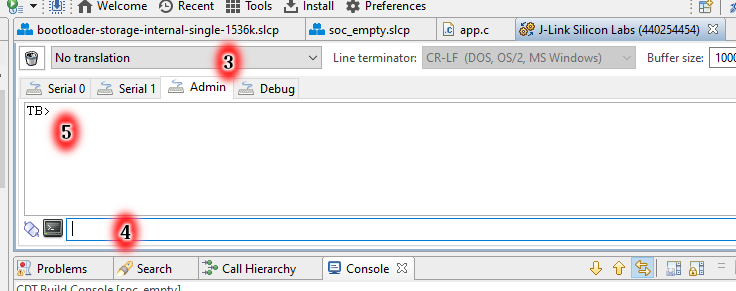 Welcome Recent Tools Install Preferences
bootloader-storage-internal-single-1536k.slcp soc_empty.slcp app.c J-Link Silicon Labs (440254454)
No translation 3 Line terminator: CR-LF (DOS, OS/2, MS Windows) Buffer size: 1000
Serial 0 Serial 1 Admin Debug
TB>
5
4
Problems Search Call Hierarchy Console
CDT Build Console [soc_empty]